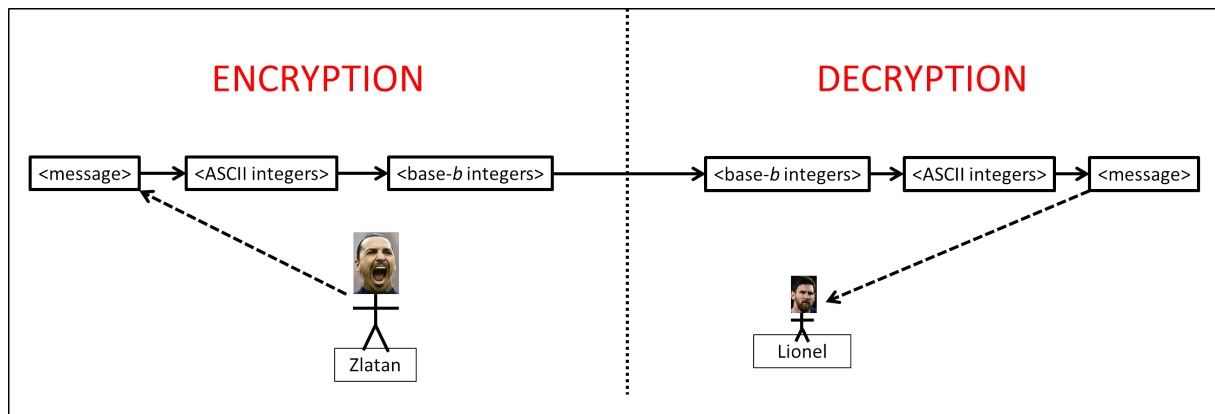 ENCRYPTION
DECRYPTION
<message>
<ASCII integers>
<base-b integers>
<base-b integers>
<ASCII integers>
<message>
Zlatan
Lionel